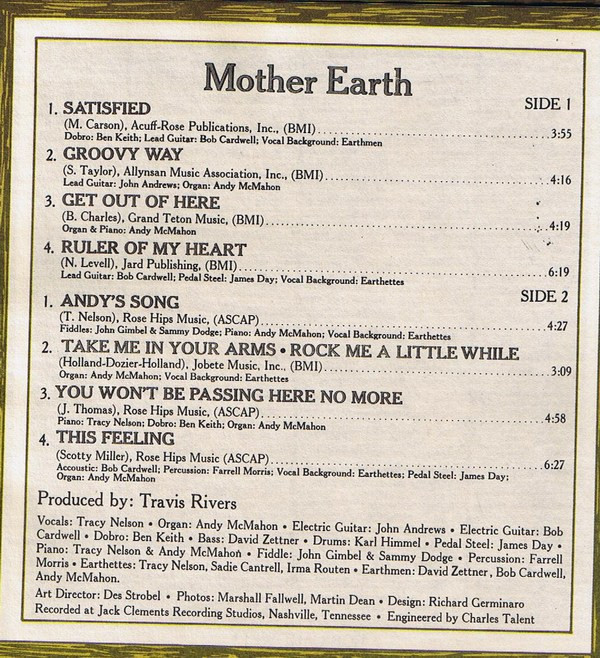 Mother Earth
SIDE 1
1. SATISFIED
(M. Carson), Acuff-Rose Publications, Inc., (BMI)........3:55
Dobro: Ben Keith; Lead Guitar: Bob Cardwell; Vocal Background: Earthmen
2. GROOVY WAY
(S. Taylor), Allynsan Music Association, Inc., (BMI)........4:16
Lead Guitar: John Andrews; Organ: Andy McMahon
3. GET OUT OF HERE
(B. Charles), Grand Teton Music, (BMI)........4:19
Organ & Piano: Andy McMahon
4. RULER OF MY HEART
(N. Levell), Jard Publishing, (BMI)........6:19
Lead Guitar: Bob Cardwell; Pedal Steel: James Day; Vocal Background: Earthettes
SIDE 2
1. ANDY'S SONG
(T. Nelson), Rose Hips Music, (ASCAP)........4:27
Fiddles: John Gimbel & Sammy Dodge; Piano: Andy McMahon; Vocal Background: Earthettes
2. TAKE ME IN YOUR ARMS • ROCK ME A LITTLE WHILE
(Holland-Dozier-Holland), Jobete Music, Inc.. (BMI)........3:09
Organ: Andy McMahon; Vocal Background: Earthettes
3. YOU WON'T BE PASSING HERE NO MORE
(J. Thomas), Rose Hips Music, (ASCAP)........4:58
Piano: Tracy Nelson; Dobro: Ben Keith; Organ: Andy McMahon
4. THIS FEELING
(Scotty Miller), Rose Hips Music (ASCAP)........6:27
Accoustic: Bob Cardwell; Percussion: Farrell Morris; Vocal Background: Earthettes; Pedal Steel: James Day;
Organ: Andy McMahon
Produced by: Travis Rivers
Vocals: Tracy Nelson • Organ: Andy McMahon • Electric Guitar: John Andrews • Electric Guitar: Bob
Cardwell • Dobro: Ben Keith • Bass: David Zettner • Drums: Karl Himmel • Pedal Steel: James Day •
Piano: Tracy Nelson & Andy McMahon • Fiddle: John Gimbel & Sammy Dodge • Percussion: Farrell
Morris • Earthettes: Tracy Nelson, Sadie Cantrell, Irma Routen • Earthmen: David Zettner, Bob Cardwell,
Andy McMahon.
Art Director: Des Strobel • Photos: Marshall Fallwell, Martin Dean • Design: Richard Germinaro
Recorded at Jack Clements Recording Studios, Nashville, Tennessee • Engineered by Charles Talent